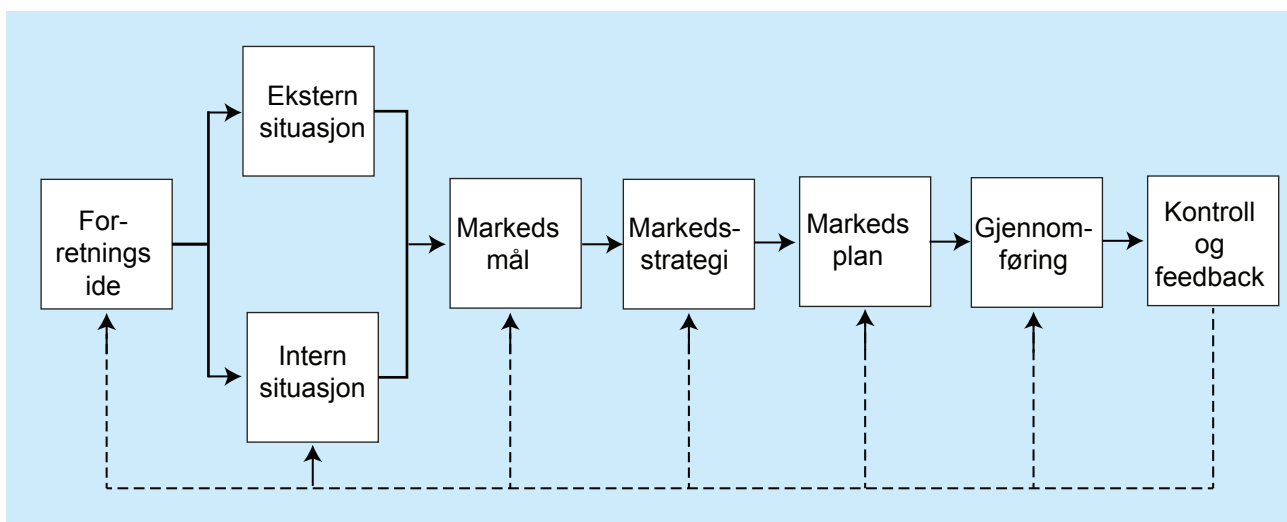 For-
retnings
ide
Ekstern
situasjon
Intern
situasjon
Markeds
mål
Markeds-
strategi
Markeds
plan
Gjennom-
føring
Kontroll
og
feedback